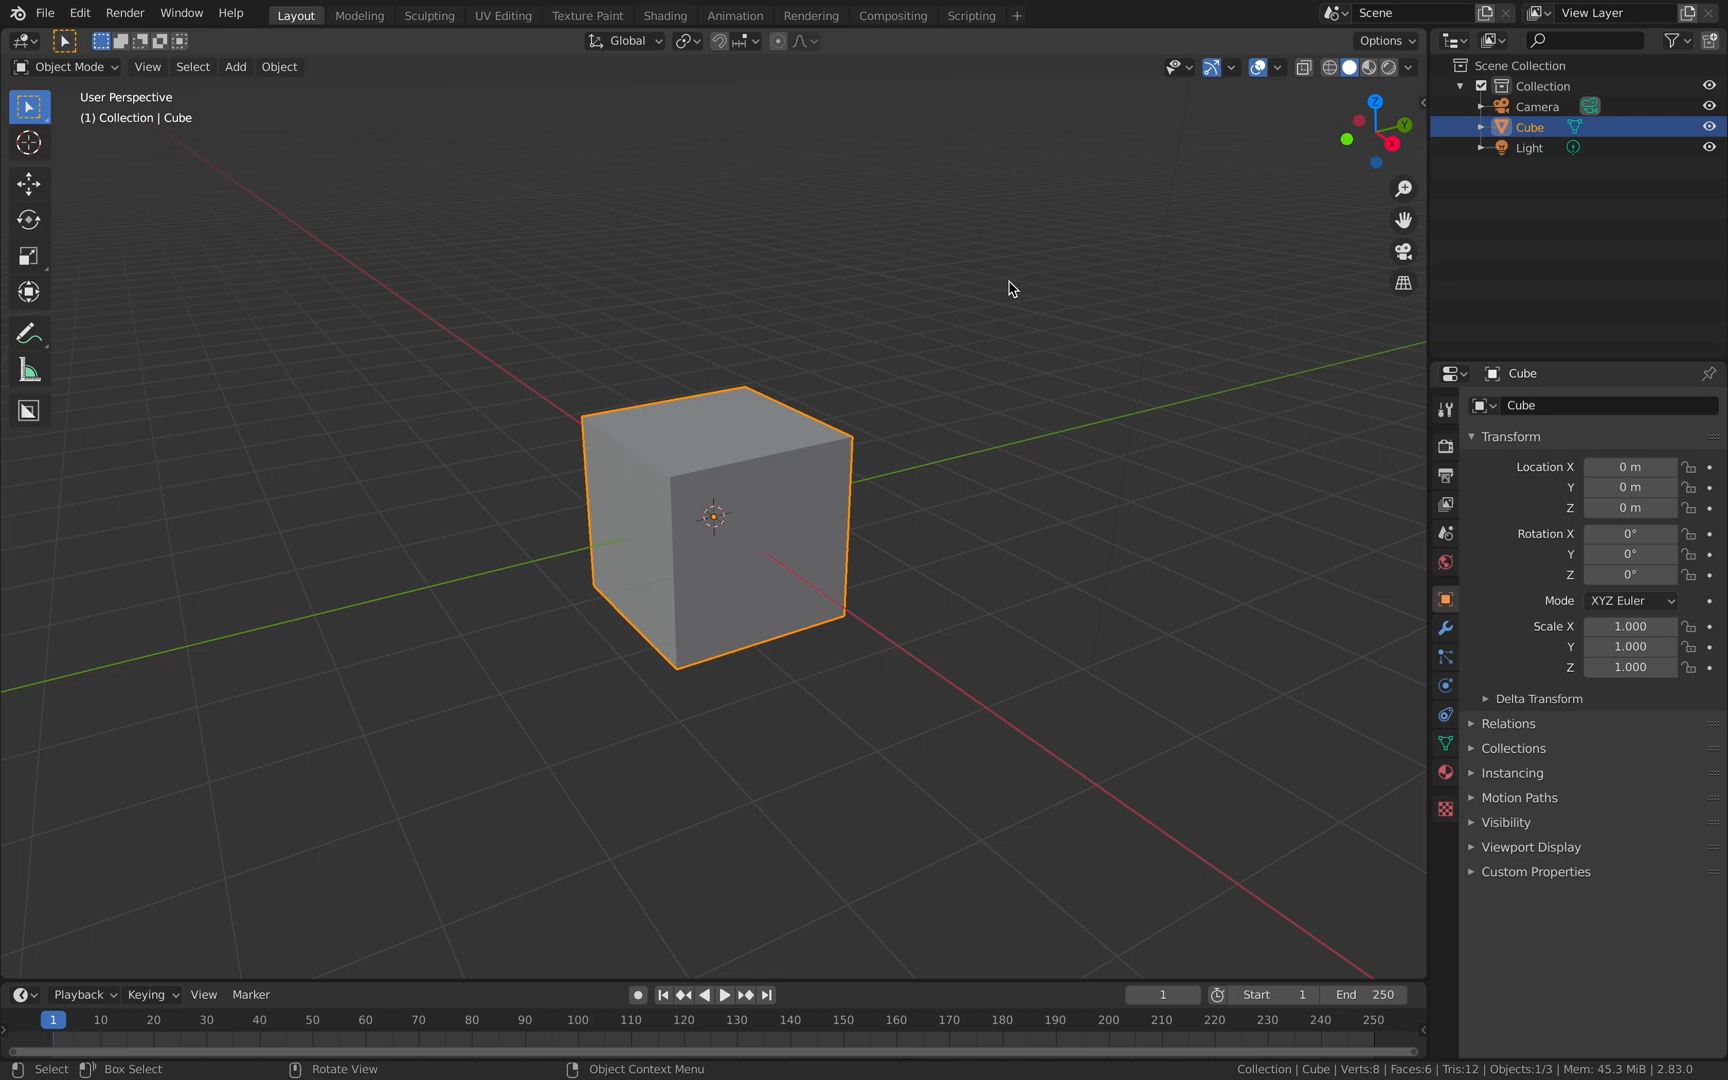 File Edit Render Window Help Layout Modeling Sculpting UV Editing Texture Paint Shading Animation Rendering Compositing Scripting + Scene View Layer
Global Options
Object Mode View Select Add Object
User Perspective
(1) Collection | Cube
Z
Y
X
Scene Collection
Collection
Camera
Cube
Light
Cube
Cube
Transform
Location X 0 m
Y 0 m
Z 0 m
Rotation X 0°
Y 0°
Z 0°
Mode XYZ Euler
Scale X 1.000
Y 1.000
Z 1.000
Delta Transform
Relations
Collections
Instancing
Motion Paths
Visibility
Viewport Display
Custom Properties
Playback Keying View Marker 1 Start 1 End 250
1 10 20 30 40 50 60 70 80 90 100 110 120 130 140 150 160 170 180 190 200 210 220 230 240 250
Select Box Select Rotate View Object Context Menu Collection | Cube | Verts:8 | Faces:6 | Tris:12 | Objects:1/3 | Mem: 45.3 MiB | 2.83.0